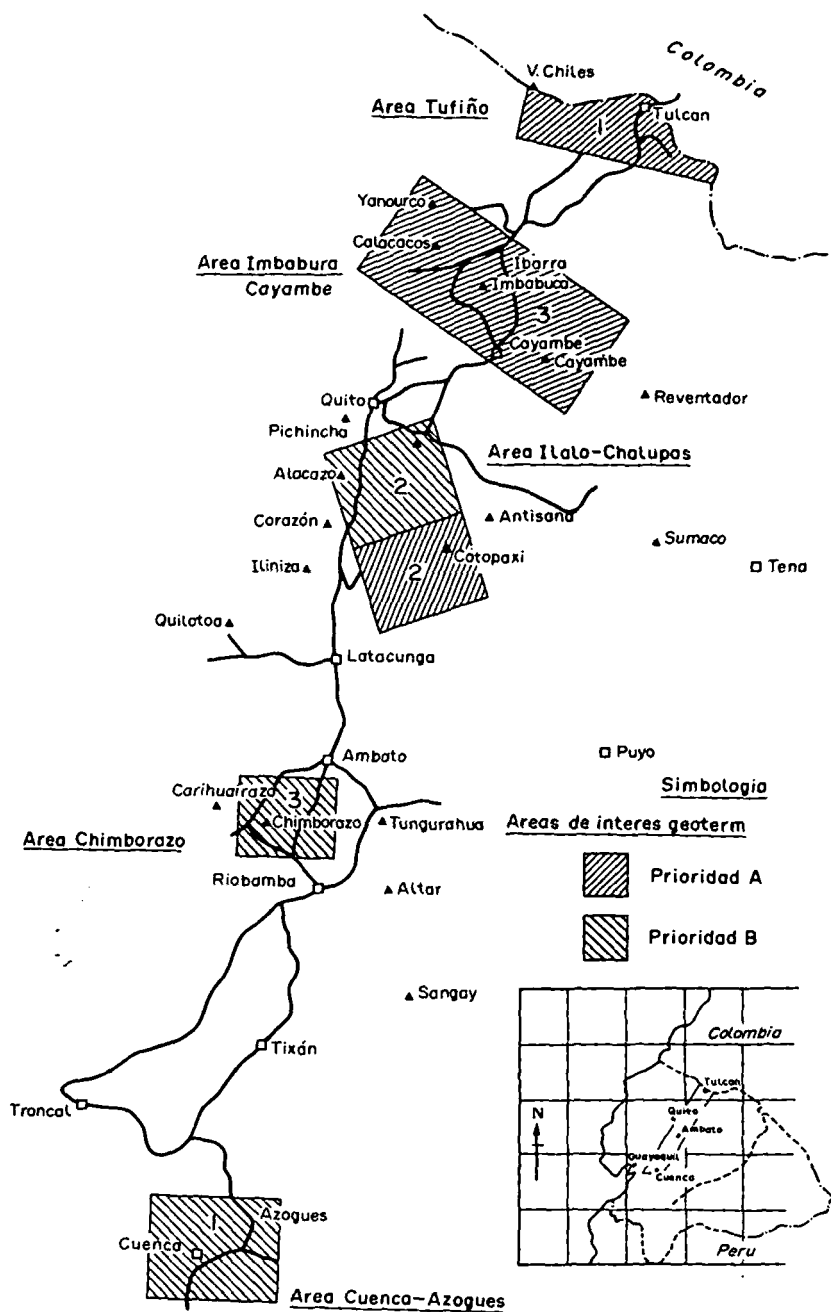 Colombia
V. Chiles
Area Tufiño
Tulcan
1
Yanourco
Calacacos
Area Imbabura
Cayambe
Ibarra
Imbabuca
3
Cayambe
Cayambe
Reventador
Quito
Pichincha
Area Ilalo-Chalupas
Atacazo
2
Antisana
Corazón
Sumaco
Cotopaxi
Iliniza
2
Tena
Quilotoa
Latacunga
Ambato
Puyo
Simbologia
Carihuairazo
3
Chimborazo
Tungurahua
Areas de interes geoterm
Area Chimborazo
Prioridad A
Riobamba
Altar
Prioridad B
Sangay
Colombia
Tixán
Tulcan
Troncal
Quito
N
Ambato
Guayaquil
Cuenca
1
Azogues
Cuenca
Peru
Area Cuenca-Azogues